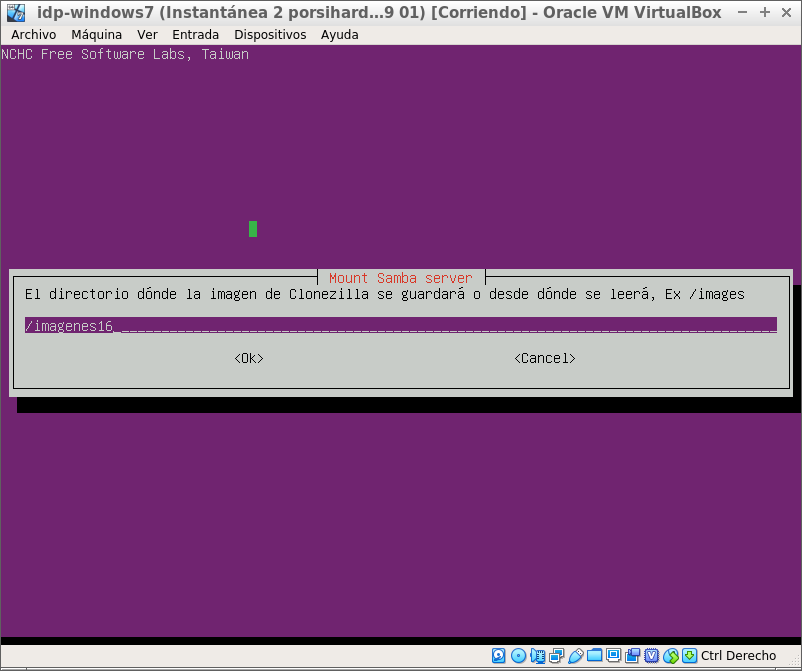 idp-windows7 (Instantánea 2 porsihard...9 01) [Corriendo] - Oracle VM VirtualBox
Archivo Máquina Ver Entrada Dispositivos Ayuda
NCHC Free Software Labs, Taiwan
Mount Samba server
El directorio dónde la imagen de Clonezilla se guardará o desde dónde se leerá, Ex /images
/imagenes16
<Ok> <Cancel>
Ctrl Derecho